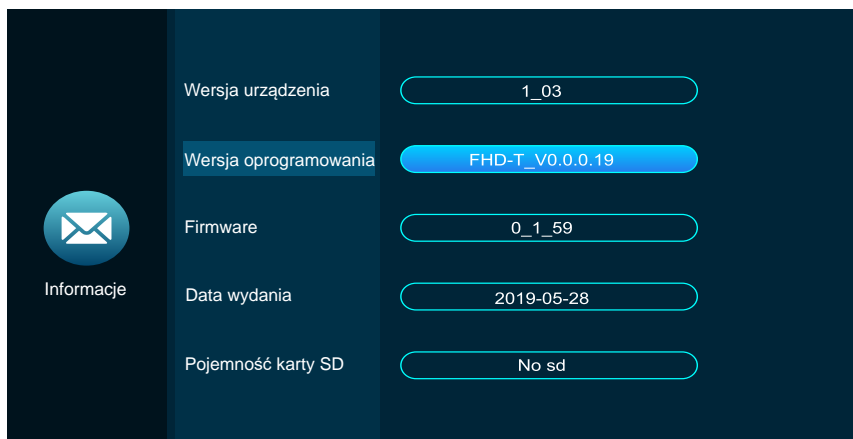 Wersja urządzenia
1_03
Wersja oprogramowania
FHD-T_V0.0.0.19
Firmware
0_1_59
Informacje
Data wydania
2019-05-28
Pojemność karty SD
No sd